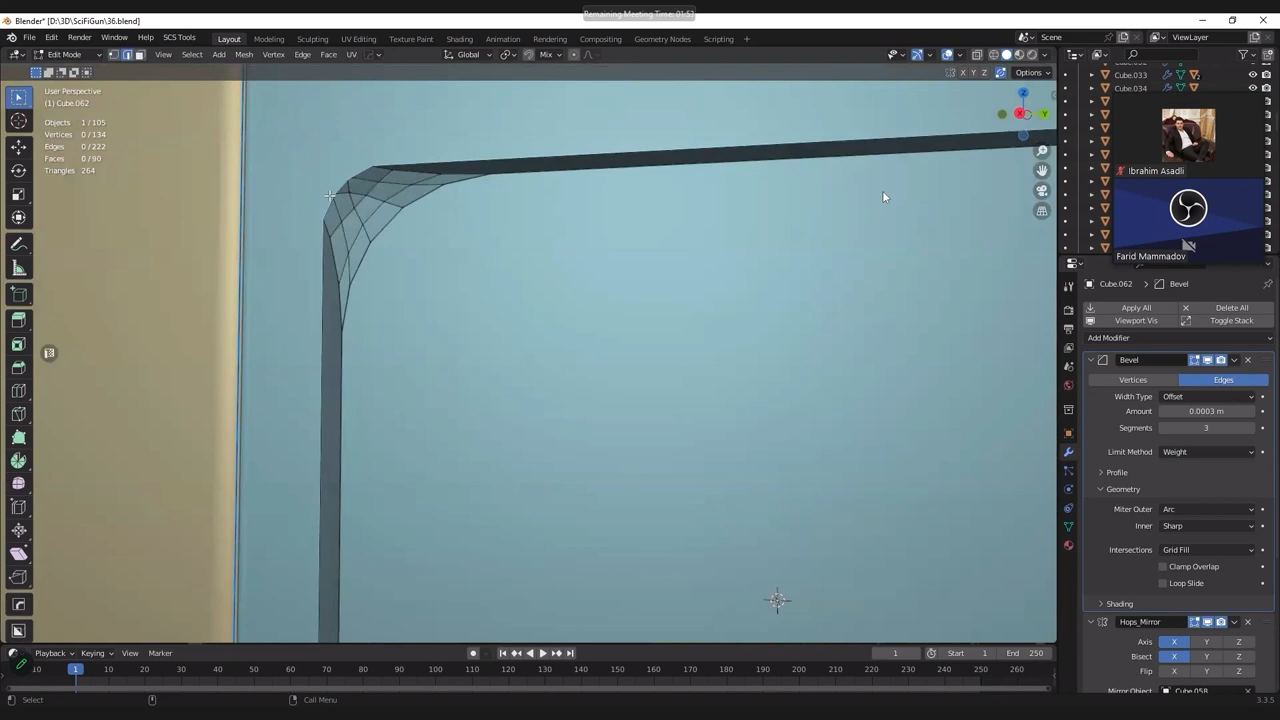 Remaining Meeting Time: 01:53
Blender* [D:\3D\SciFiGun\36.blend]
File Edit Render Window Help SCS Tools Layout Modeling Sculpting UV Editing Texture Paint Shading Animation Rendering Compositing Geometry Nodes Scripting + Scene ViewLayer
Edit Mode View Select Add Mesh Vertex Edge Face UV Global Mix
X Y Z Options
User Perspective
(1) Cube.062
Objects 1/105
Vertices 0/134
Edges 0/222
Faces 0/90
Triangles 264
Z
Y
X
Cube.033
Cube.034
Ibrahim Asadli
Farid Mammadov
Cube.062 > Bevel
Apply All Delete All
Viewport Vis Toggle Stack
Add Modifier
Bevel
Vertices Edges
Width Type Offset
Amount 0.0003 m
Segments 3
Limit Method Weight
Profile
Geometry
Miter Outer Arc
Inner Sharp
Intersections Grid Fill
Clamp Overlap
Loop Slide
Shading
Hops_Mirror
Axis X Y Z
Bisect X Y Z
Flip X Y Z
Mirror Object Cube.058
Playback Keying View Marker 1 Start 1 End 250
10 1 10 20 30 40 50 60 70 80 90 100 110 120 130 140 150 160 170 180 190 200 210 220 230 240 250 260
Select Call Menu 3.3.5